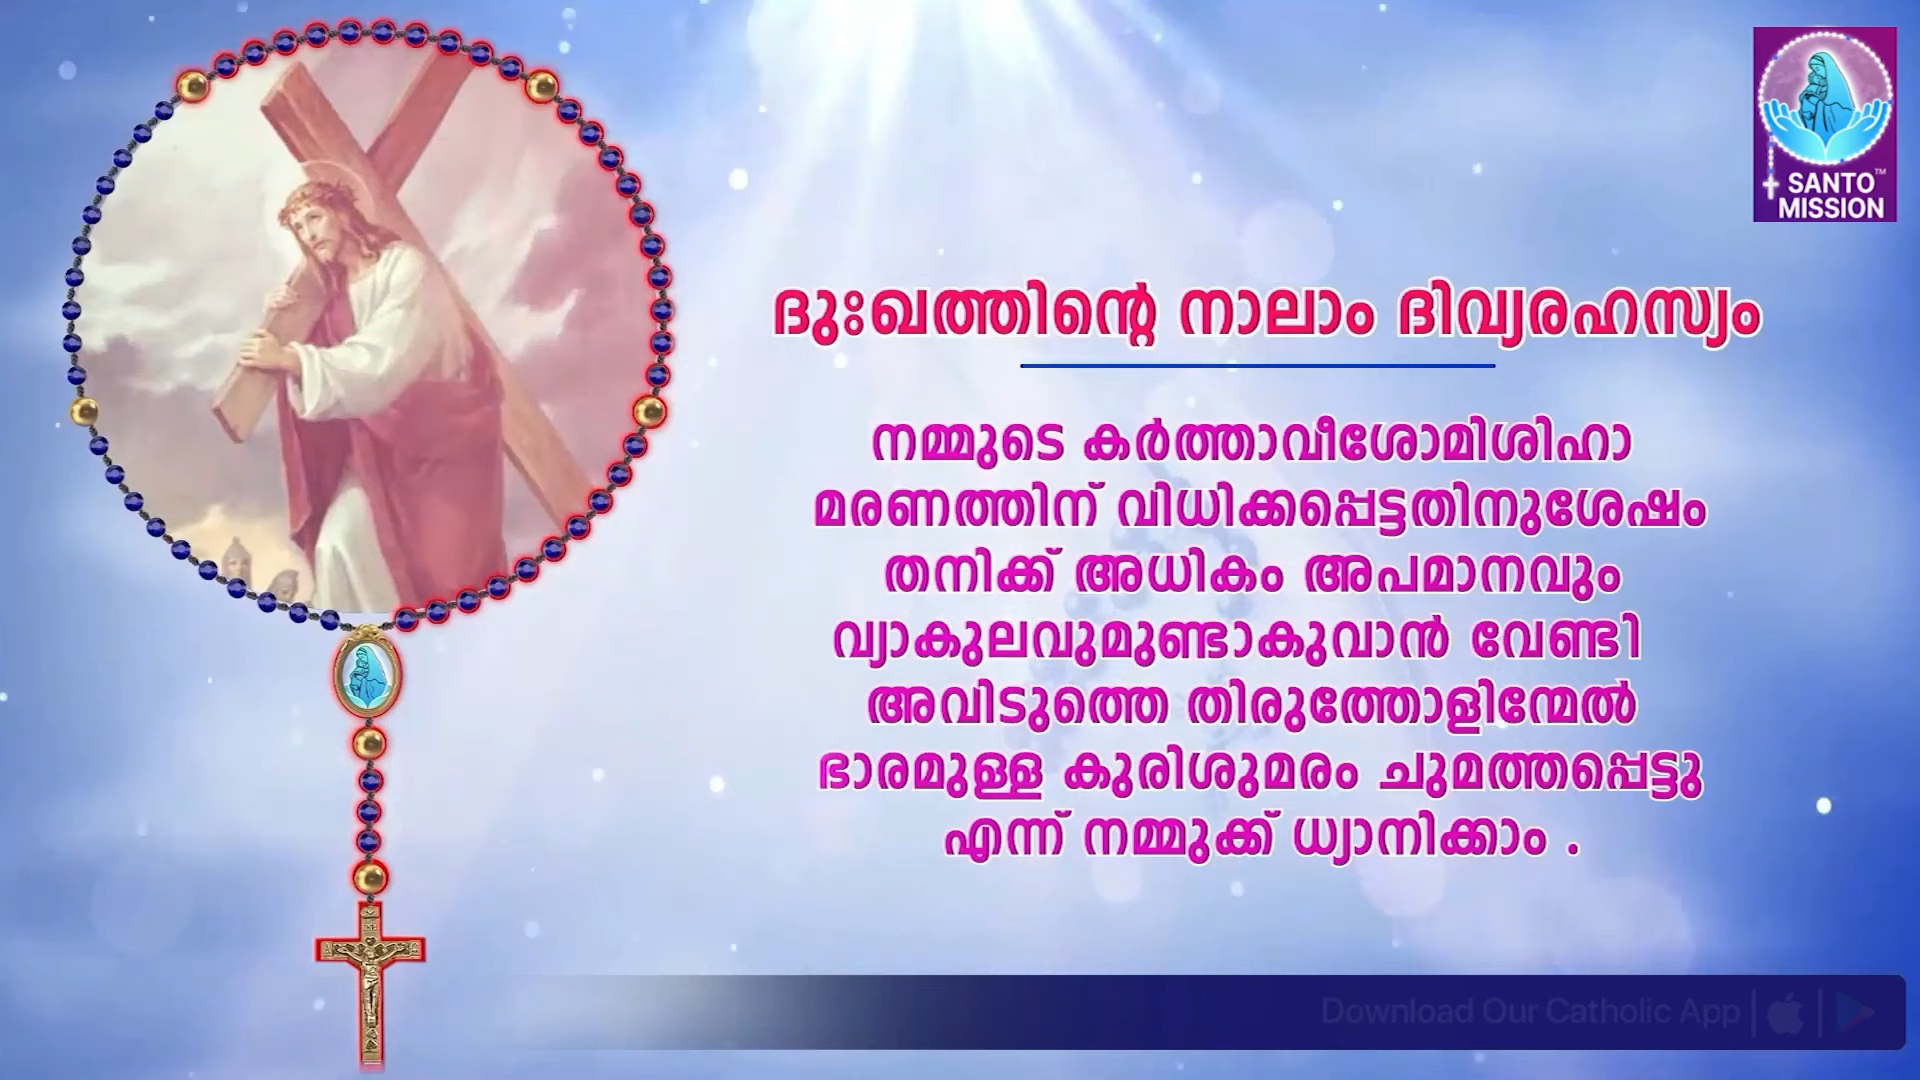 SANTO™
MISSION
ദുഃഖത്തിന്റെ നാലാം ദിവ്യരഹസ്യം
നമ്മുടെ കർത്താവീശോമിശിഹാ
മരണത്തിന് വിധിക്കപ്പെട്ടതിനുശേഷം
തനിക്ക് അധികം അപമാനവും
വ്യാകുലവുമുണ്ടാകുവാൻ വേണ്ടി
അവിടുത്തെ തിരുത്തോളിന്മേൽ
ഭാരമുള്ള കുരിശുമരം ചുമത്തപ്പെട്ടു
എന്ന് നമ്മുക്ക് ധ്യാനിക്കാം .
Download Our Catholic App